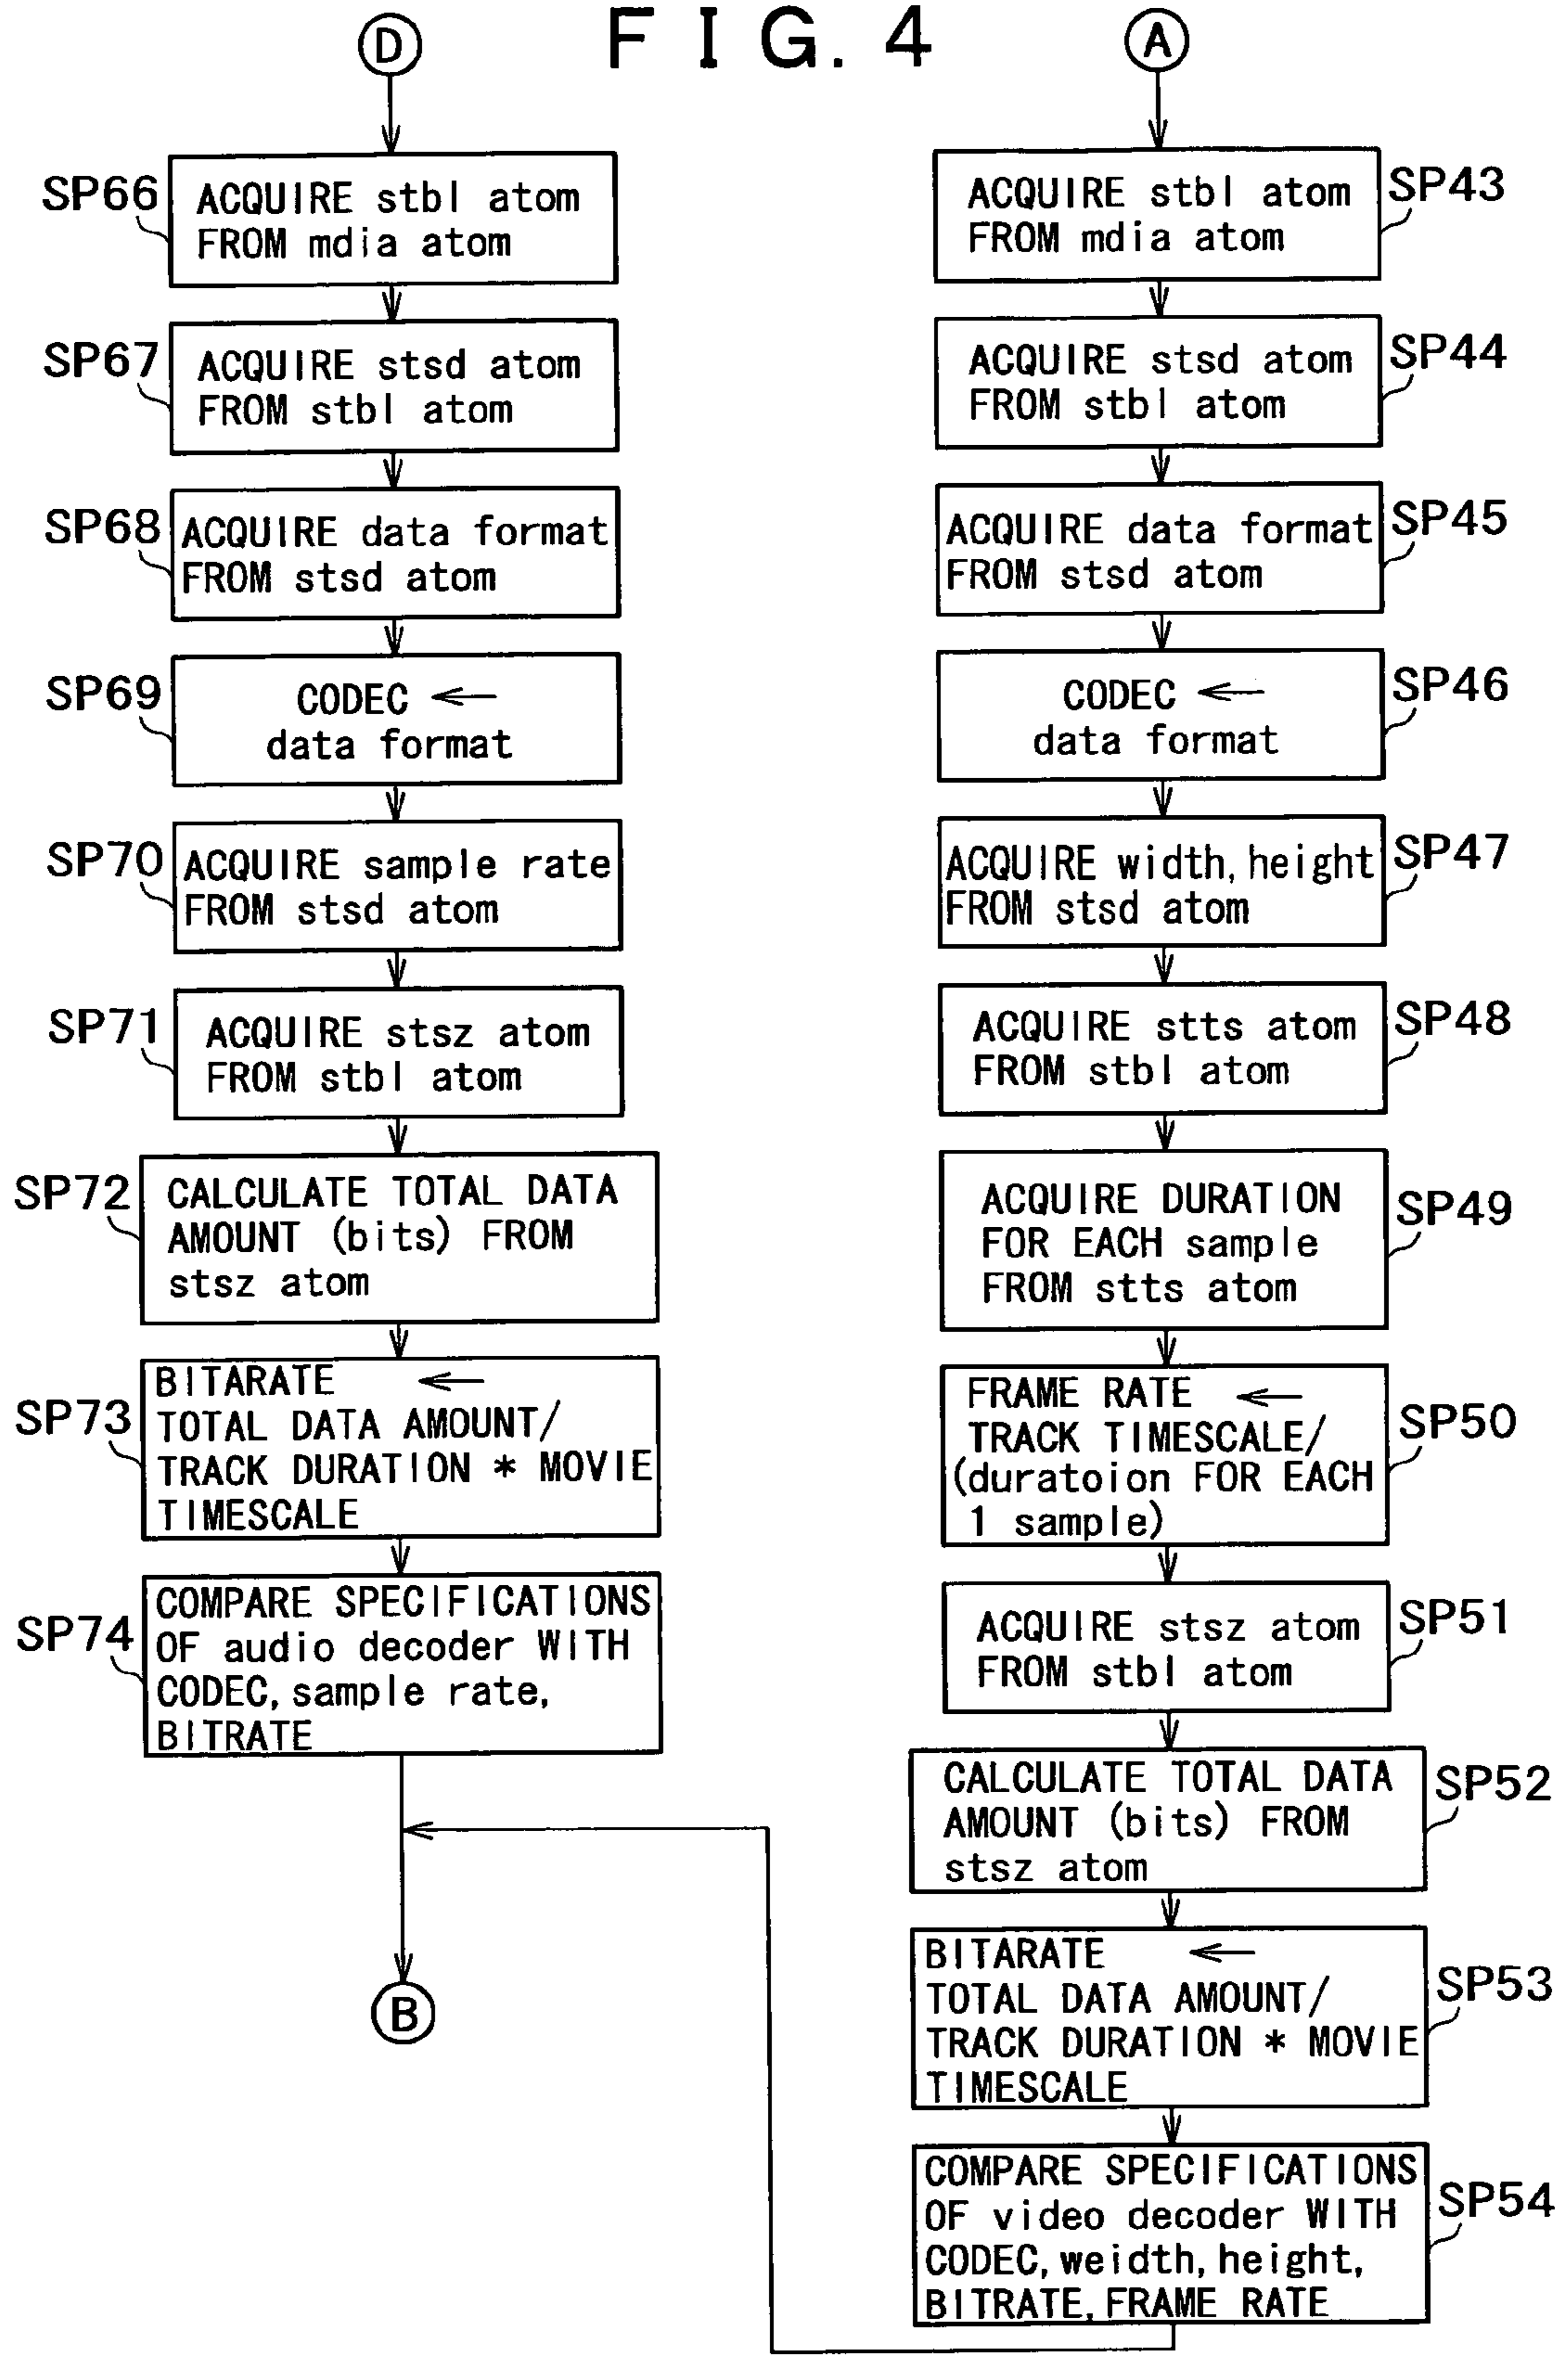 FIG. 4
D
SP66
ACQUIRE stbl atom
FROM mdia atom
SP67
ACQUIRE stsd atom
FROM stbl atom
SP68
ACQUIRE data format
FROM stsd atom
SP69
CODEC ←
data format
SP70
ACQUIRE sample rate
FROM stsd atom
SP71
ACQUIRE stsz atom
FROM stbl atom
SP72
CALCULATE TOTAL DATA
AMOUNT (bits) FROM
stsz atom
SP73
BITARATE ←
TOTAL DATA AMOUNT/
TRACK DURATION * MOVIE
TIMESCALE
SP74
COMPARE SPECIFICATIONS
OF audio decoder WITH
CODEC, sample rate,
BITRATE
B
A
SP43
ACQUIRE stbl atom
FROM mdia atom
SP44
ACQUIRE stsd atom
FROM stbl atom
SP45
ACQUIRE data format
FROM stsd atom
SP46
CODEC ←
data format
SP47
ACQUIRE width, height
FROM stsd atom
SP48
ACQUIRE stts atom
FROM stbl atom
SP49
ACQUIRE DURATION
FOR EACH sample
FROM stts atom
SP50
FRAME RATE ←
TRACK TIMESCALE/
(duratoion FOR EACH
1 sample)
SP51
ACQUIRE stsz atom
FROM stbl atom
SP52
CALCULATE TOTAL DATA
AMOUNT (bits) FROM
stsz atom
SP53
BITARATE ←
TOTAL DATA AMOUNT/
TRACK DURATION * MOVIE
TIMESCALE
SP54
COMPARE SPECIFICATIONS
OF video decoder WITH
CODEC, weidth, height,
BITRATE, FRAME RATE